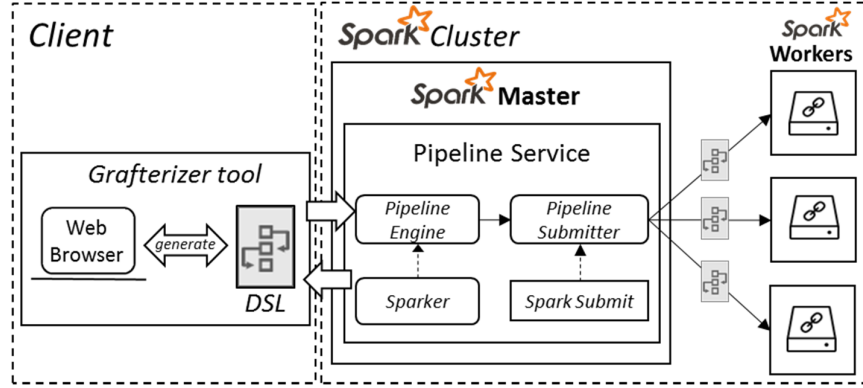 Client
Spark Cluster
Spark
Workers
Spark Master
Pipeline Service
Grafterizer tool
Web
Browser
generate
DSL
Pipeline
Engine
Pipeline
Submitter
Sparker
Spark Submit